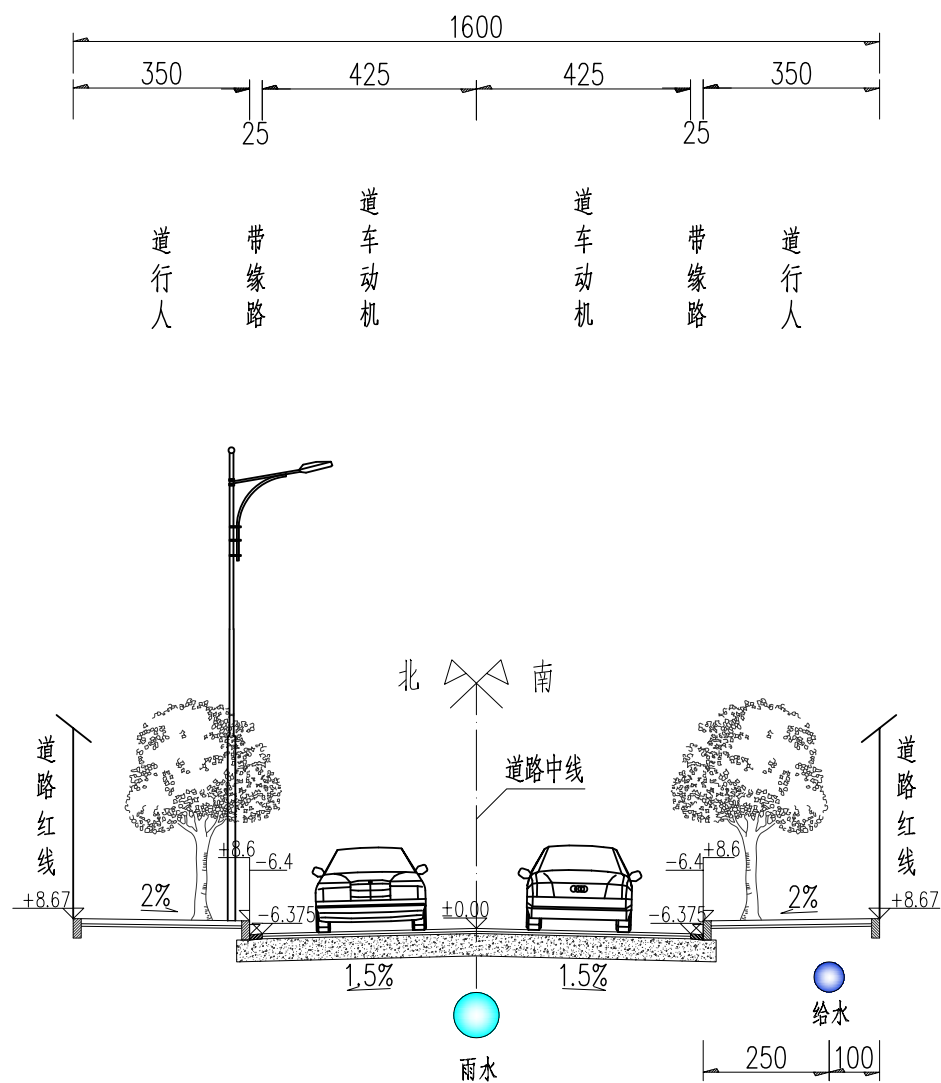 1600
350
425
425
350
25
25
道行人
带缘路
道车动机
道车动机
带缘路
道行人
北
南
道路红线
道路中线
道路红线
+8.6
-6.4
-6.4
+8.6
+8.67
2%
-6.375
±0.00
-6.375
2%
+8.67
1.5%
1.5%
给水
雨水
250
100